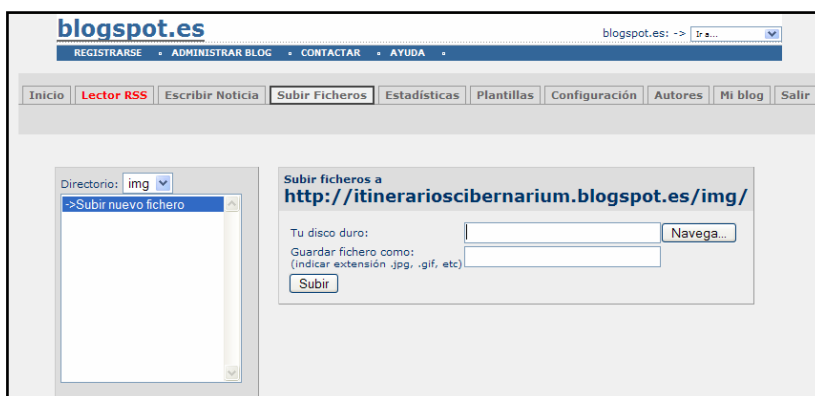 blogspot.es
blogspot.es: -> Ir a...
REGISTRARSE ADMINISTRAR BLOG CONTACTAR AYUDA
Inicio Lector RSS Escribir Noticia Subir Ficheros Estadísticas Plantillas Configuración Autores Mi blog Salir
Directorio: img
->Subir nuevo fichero
Subir ficheros a
http://itinerarioscibernarium.blogspot.es/img/
Tu disco duro: Navega...
Guardar fichero como:
(indicar extensión .jpg, .gif, etc)
Subir